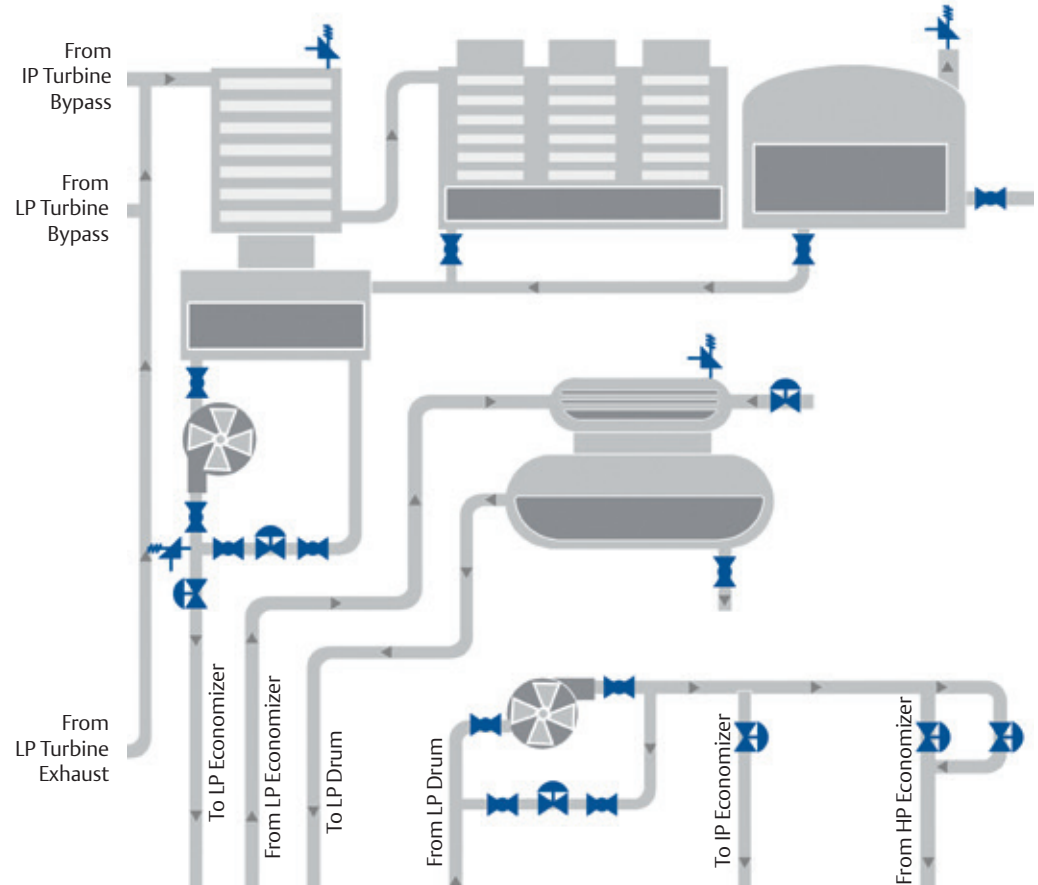 From
IP Turbine
Bypass
From
LP Turbine
Bypass
From
LP Turbine
Exhaust
To LP Economizer
From LP Economizer
To LP Drum
From LP Drum
To IP Economizer
From HP Economizer